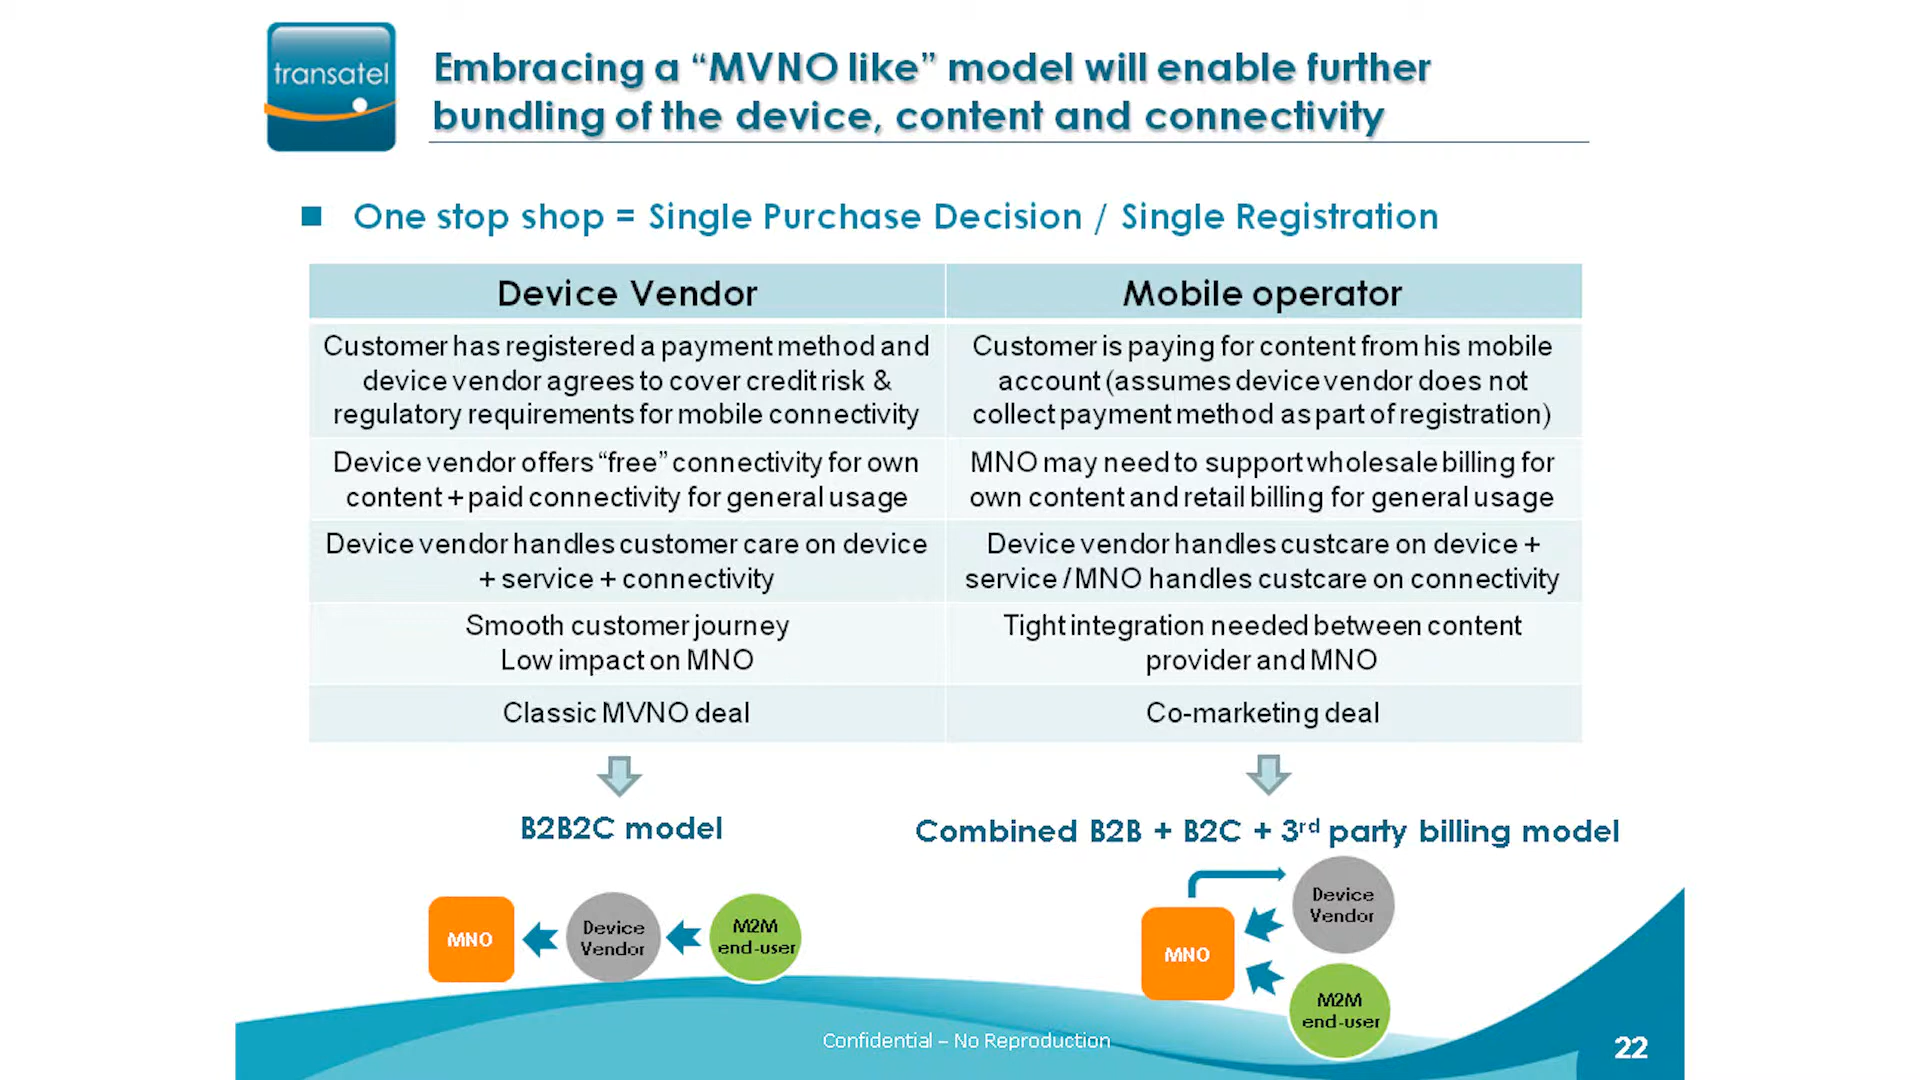 transatel
Embracing a “MVNO like” model will enable further
bundling of the device, content and connectivity
One stop shop = Single Purchase Decision / Single Registration
Device Vendor
Mobile operator
Customer has registered a payment method and
device vendor agrees to cover credit risk &
regulatory requirements for mobile connectivity
Customer is paying for content from his mobile
account (assumes device vendor does not
collect payment method as part of registration)
Device vendor offers “free” connectivity for own
content + paid connectivity for general usage
MNO may need to support wholesale billing for
own content and retail billing for general usage
Device vendor handles customer care on device
+ service + connectivity
Device vendor handles custcare on device +
service / MNO handles custcare on connectivity
Smooth customer journey
Low impact on MNO
Tight integration needed between content
provider and MNO
Classic MVNO deal
Co-marketing deal
B2B2C model
Combined B2B + B2C + 3rd party billing model
MNO
Device
Vendor
M2M
end-user
MNO
Device
Vendor
M2M
end-user
Confidential – No Reproduction
22